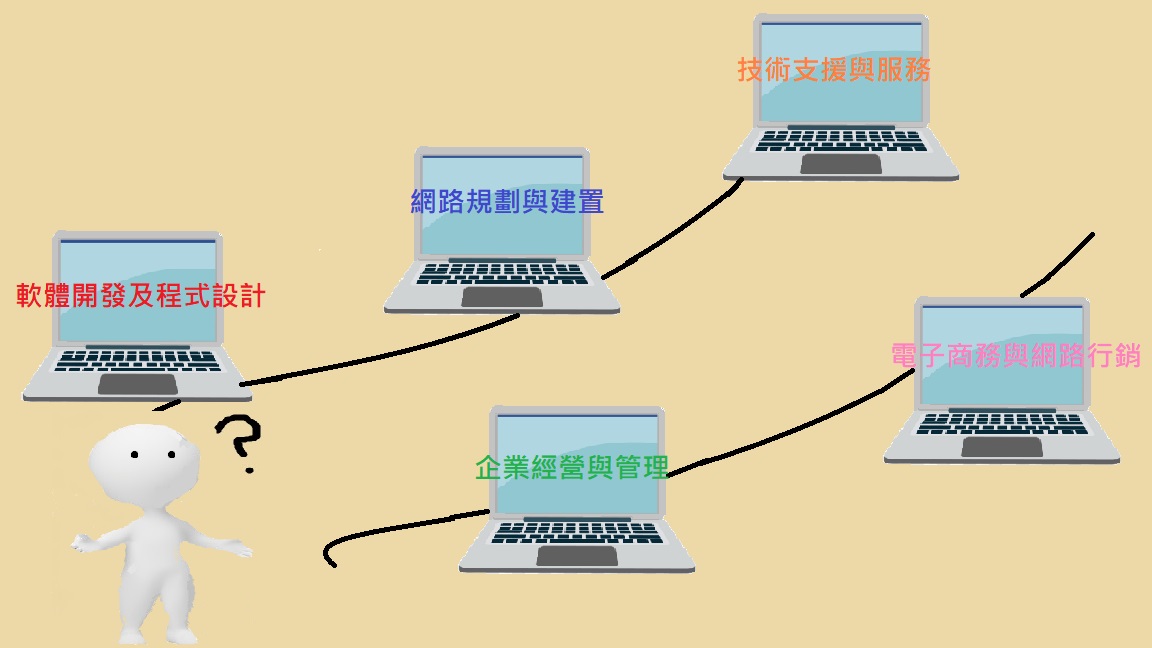 技術支援與服務
網路規劃與建置
軟體開發及程式設計
電子商務與網路行銷
?
企業經營與管理